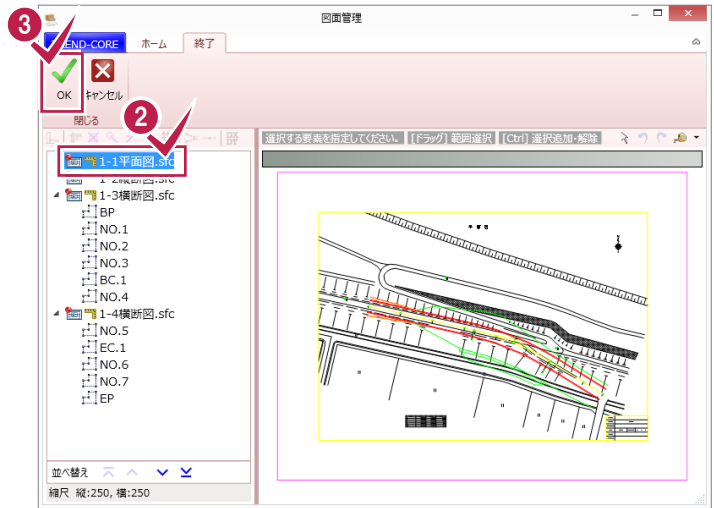 図面管理
3
END-CORE ホーム 終了
OK キャンセル
閉じる
2
選択する要素を指定してください。 [ドラッグ] 範囲選択 [Ctrl] 選択追加・解除
1-1平面図.sfc
1-2縦断図.sfc
1-3横断図.sfc
BP
NO.1
NO.2
NO.3
BC.1
NO.4
1-4横断図.sfc
NO.5
EC.1
NO.6
NO.7
EP
平面図
並べ替え
縮尺 縦:250, 横:250